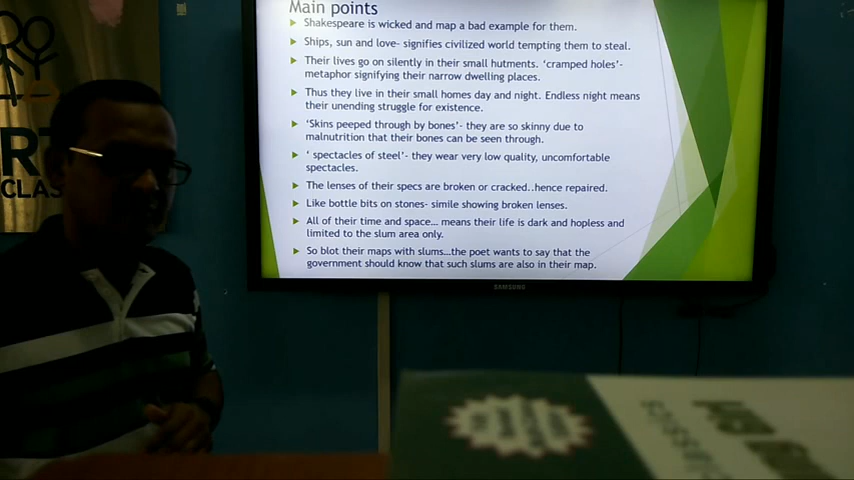 Main points
Shakespeare is wicked and map a bad example for them.
Ships, sun and love- signifies civilized world tempting them to steal.
Their lives go on silently in their small hutments. ‘cramped holes’-
metaphor signifying their narrow dwelling places.
Thus they live in their small homes day and night. Endless night means
their unending struggle for existence.
‘Skins peeped through by bones’- they are so skinny due to
malnutrition that their bones can be seen through.
‘ spectacles of steel’- they wear very low quality, uncomfortable
spectacles.
The lenses of their specs are broken or cracked..hence repaired.
Like bottle bits on stones- simile showing broken lenses.
All of their time and space... means their life is dark and hopless and
limited to the slum area only.
So blot their maps with slums...the poet wants to say that the
government should know that such slums are also in their map.
SAMSUNG
CLAS